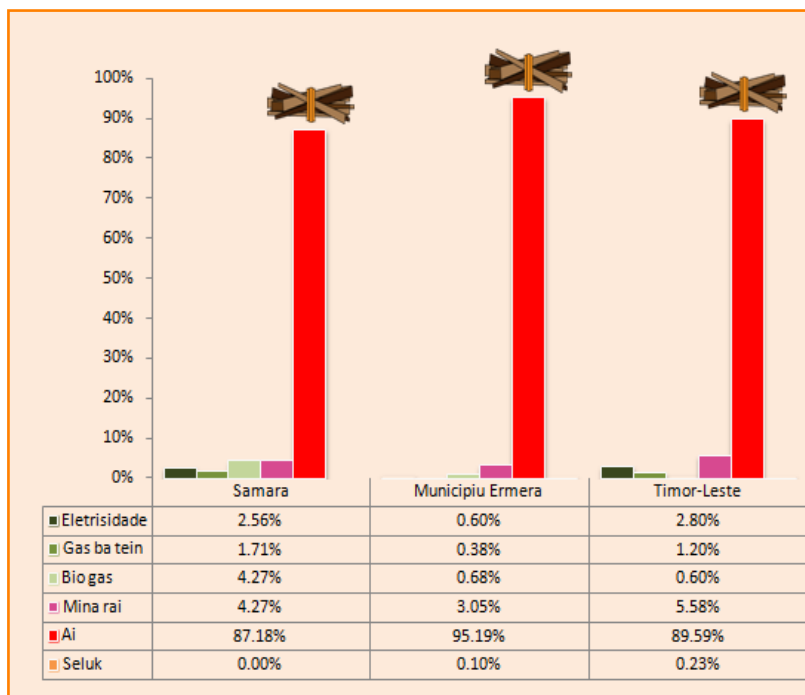 100%
90%
80%
70%
60%
50%
40%
30%
20%
10%
0%
Samara Municipiu Ermera Timor-Leste
Eletrisidade 2.56% 0.60% 2.80%
Gas ba tein 1.71% 0.38% 1.20%
Bio gas 4.27% 0.68% 0.60%
Mina rai 4.27% 3.05% 5.58%
Ai 87.18% 95.19% 89.59%
Seluk 0.00% 0.10% 0.23%